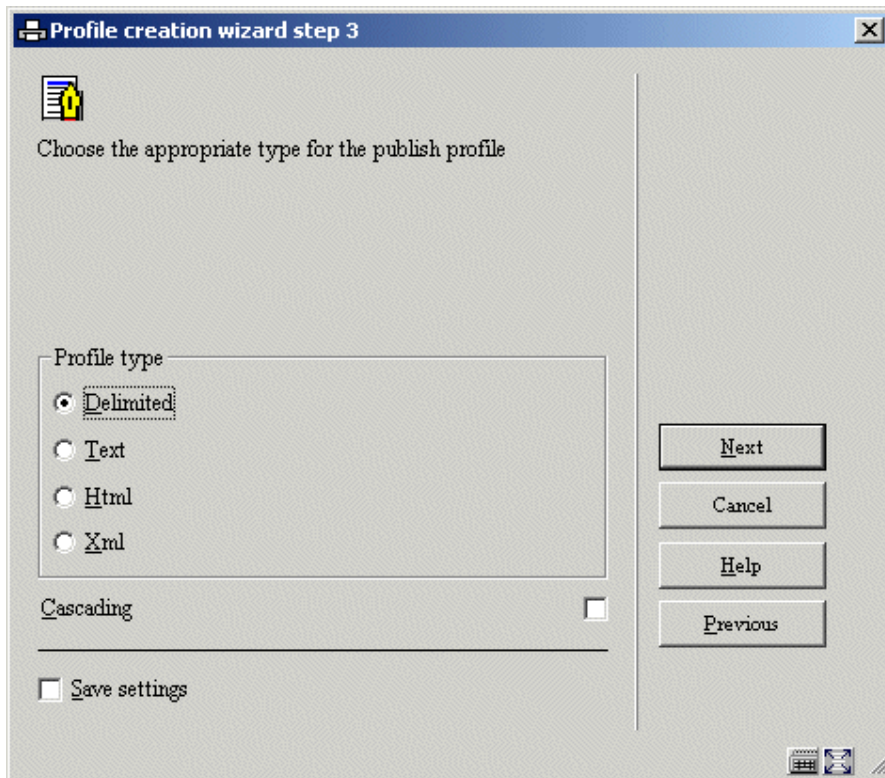 Profile creation wizard step 3
Choose the appropriate type for the publish profile
Profile type
Delimited
Text
Html
Xml
Cascading
Save settings
Next
Cancel
Help
Previous